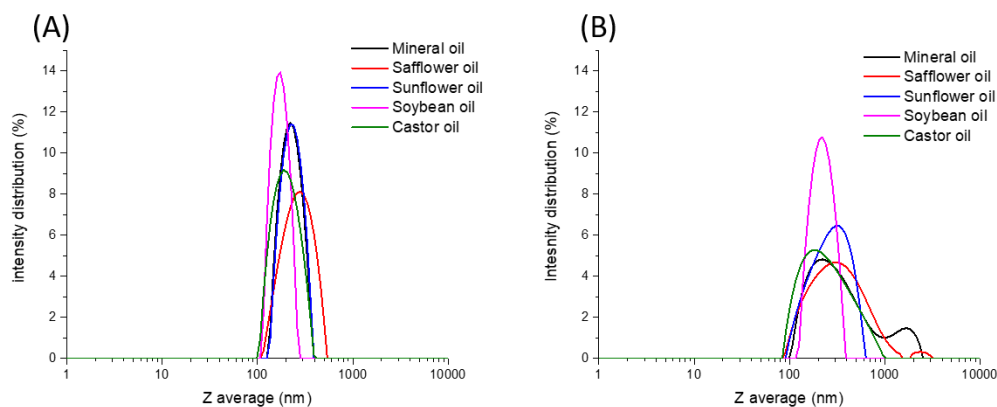 (A)
Mineral oil
Safflower oil
Sunflower oil
Soybean oil
Castor oil
intensity distribution (%)
14
12
10
8
6
4
2
0
1 10 100 1000 10000
Z average (nm)
(B)
Mineral oil
Safflower oil
Sunflower oil
Soybean oil
Castor oil
Intesnity distribution (%)
14
12
10
8
6
4
2
0
1 10 100 1000 10000
Z average (nm)